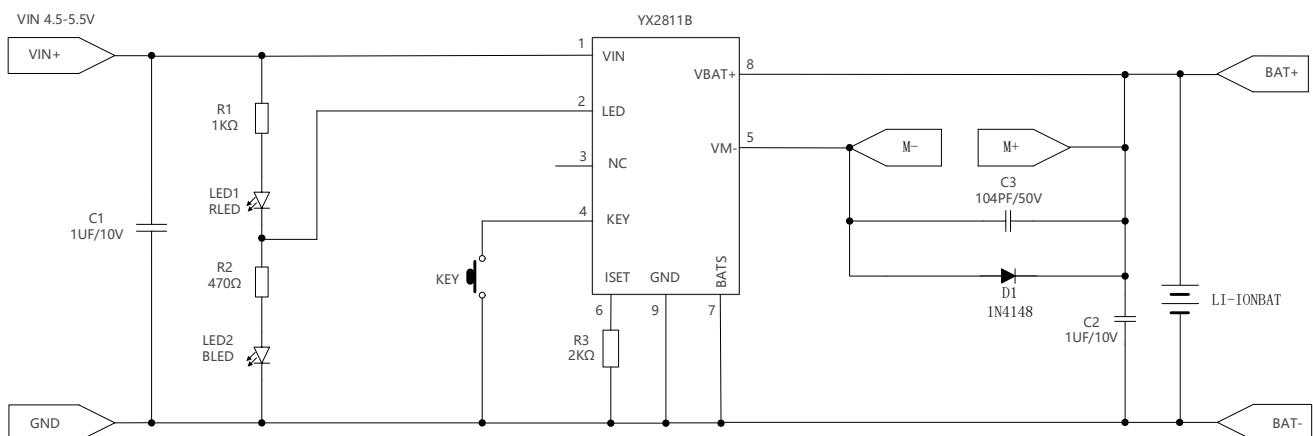 VIN 4.5-5.5V
YX2811B
VIN+
1
VIN
VBAT+
8
BAT+
R1
1KΩ
2
LED
VM-
5
M-
M+
3
NC
C3
104PF/50V
LED1
RLED
C1
1UF/10V
4
KEY
R2
470Ω
KEY
ISET
GND
BATS
D1
1N4148
LI-IONBAT
6
9
7
C2
1UF/10V
LED2
BLED
R3
2KΩ
GND
BAT-